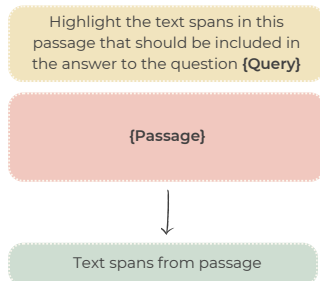 Highlight the text spans in this
passage that should be included in
the answer to the question {Query}
{Passage}
Text spans from passage